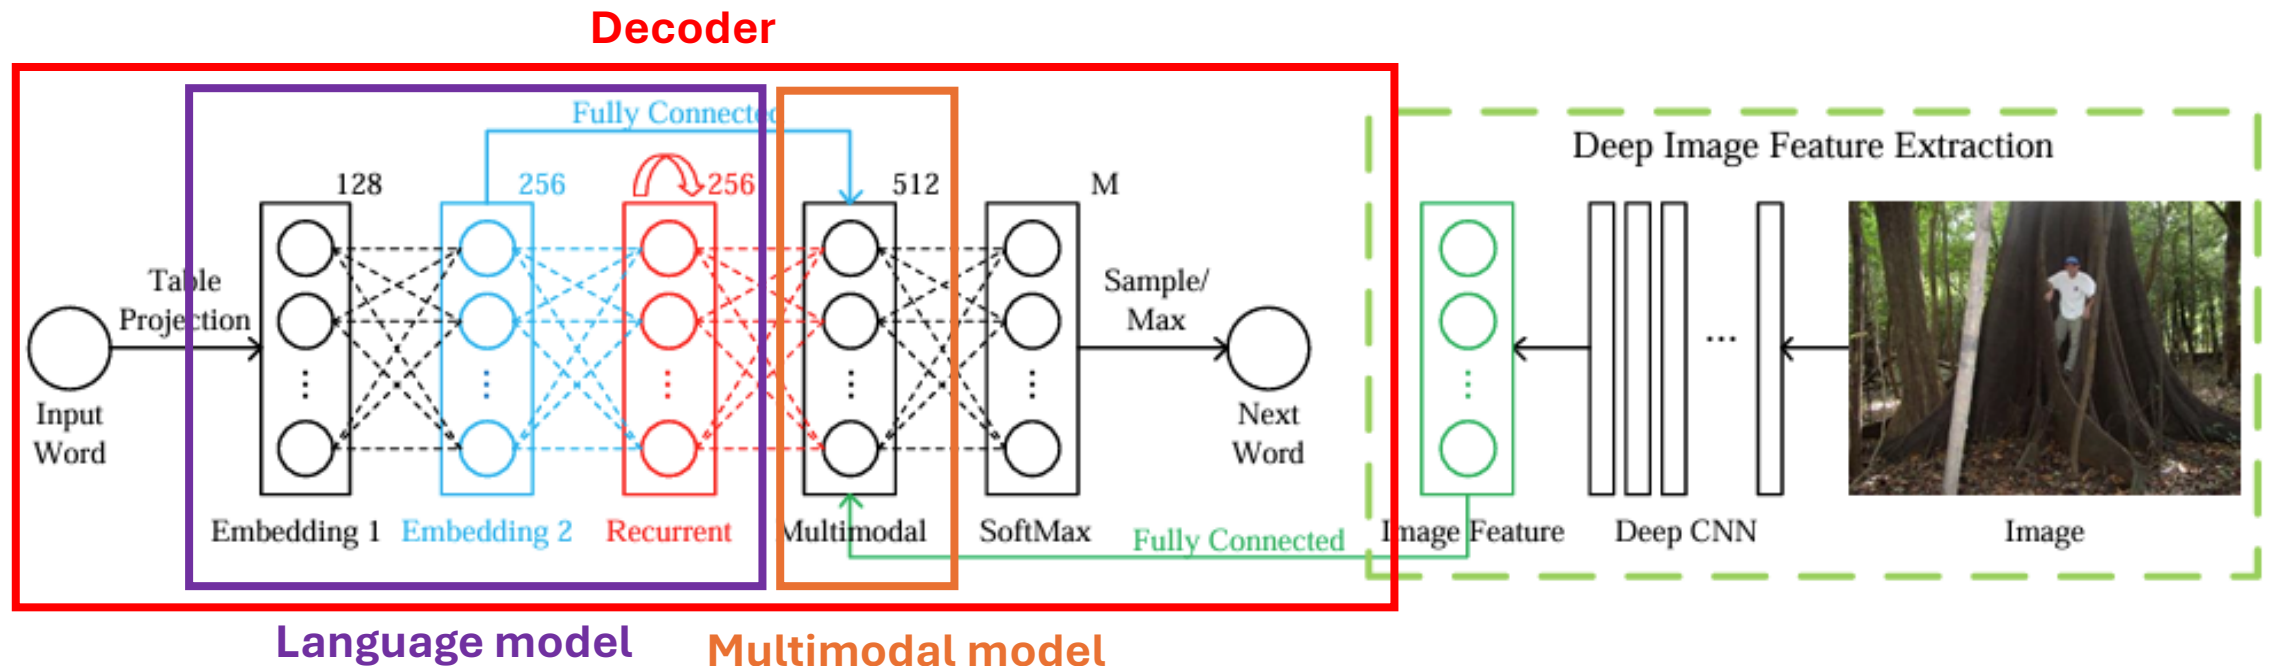 Decoder
Fully Connected
Deep Image Feature Extraction
128
256
256
512
M
Table
Projection
Sample/
Max
...
Input
Word
Next
Word
Embedding 1
Embedding 2
Recurrent
Multimodal
SoftMax
Fully Connected
Image Feature
Deep CNN
Image
Language model
Multimodal model